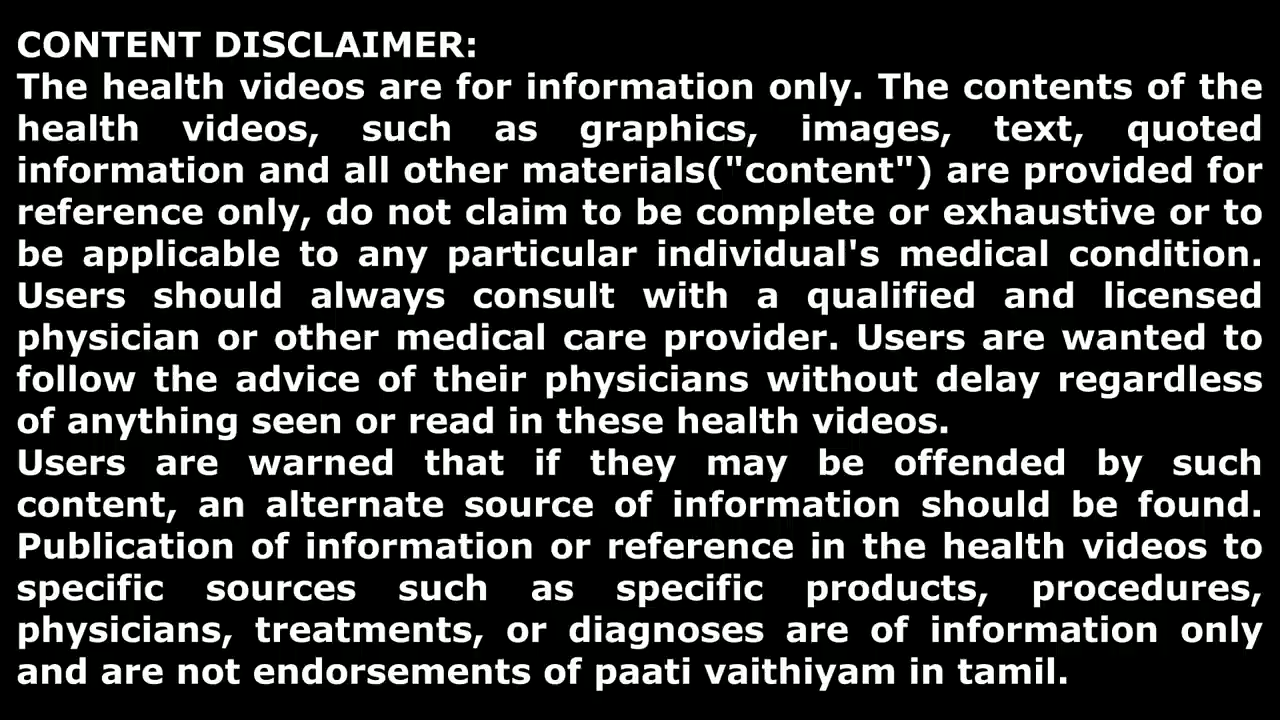 CONTENT DISCLAIMER:
The health videos are for information only. The contents of the
health videos, such as graphics, images, text, quoted
information and all other materials("content") are provided for
reference only, do not claim to be complete or exhaustive or to
be applicable to any particular individual's medical condition.
Users should always consult with a qualified and licensed
physician or other medical care provider. Users are wanted to
follow the advice of their physicians without delay regardless
of anything seen or read in these health videos.
Users are warned that if they may be offended by such
content, an alternate source of information should be found.
Publication of information or reference in the health videos to
specific sources such as specific products, procedures,
physicians, treatments, or diagnoses are of information only
and are not endorsements of paati vaithiyam in tamil.